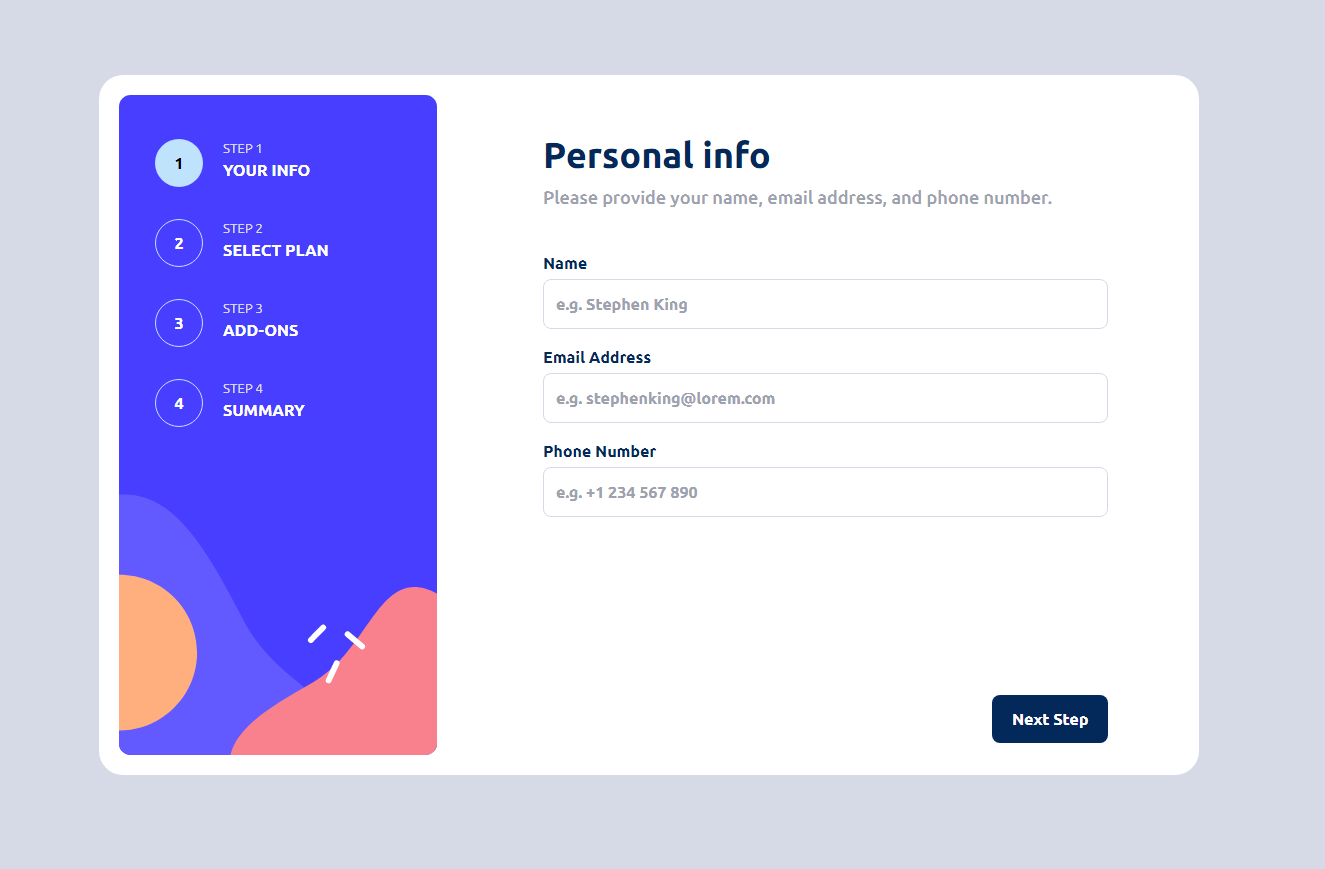 1
STEP 1
YOUR INFO
2
STEP 2
SELECT PLAN
3
STEP 3
ADD-ONS
4
STEP 4
SUMMARY
Personal info
Please provide your name, email address, and phone number.
Name
e.g. Stephen King
Email Address
e.g. stephenking@lorem.com
Phone Number
e.g. +1 234 567 890
Next Step